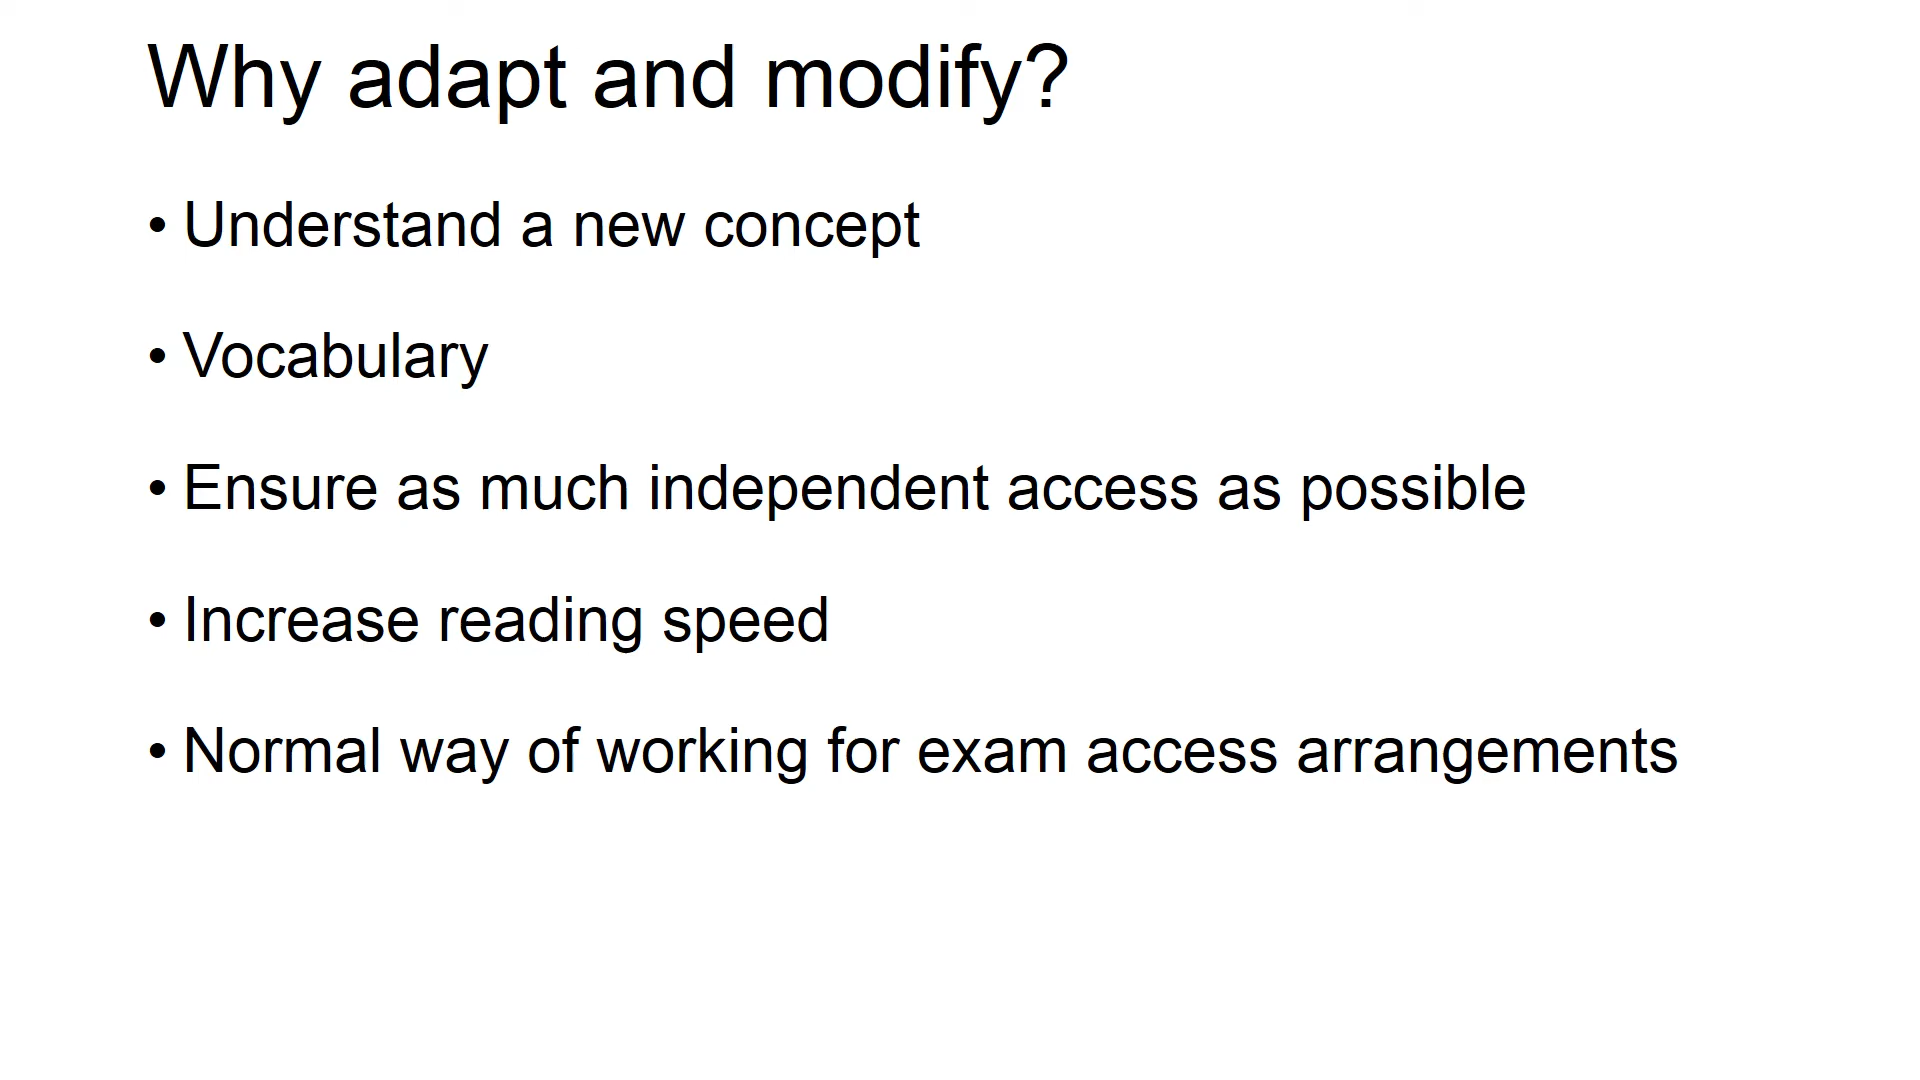 Why adapt and modify?
• Understand a new concept
• Vocabulary
• Ensure as much independent access as possible
• Increase reading speed
• Normal way of working for exam access arrangements